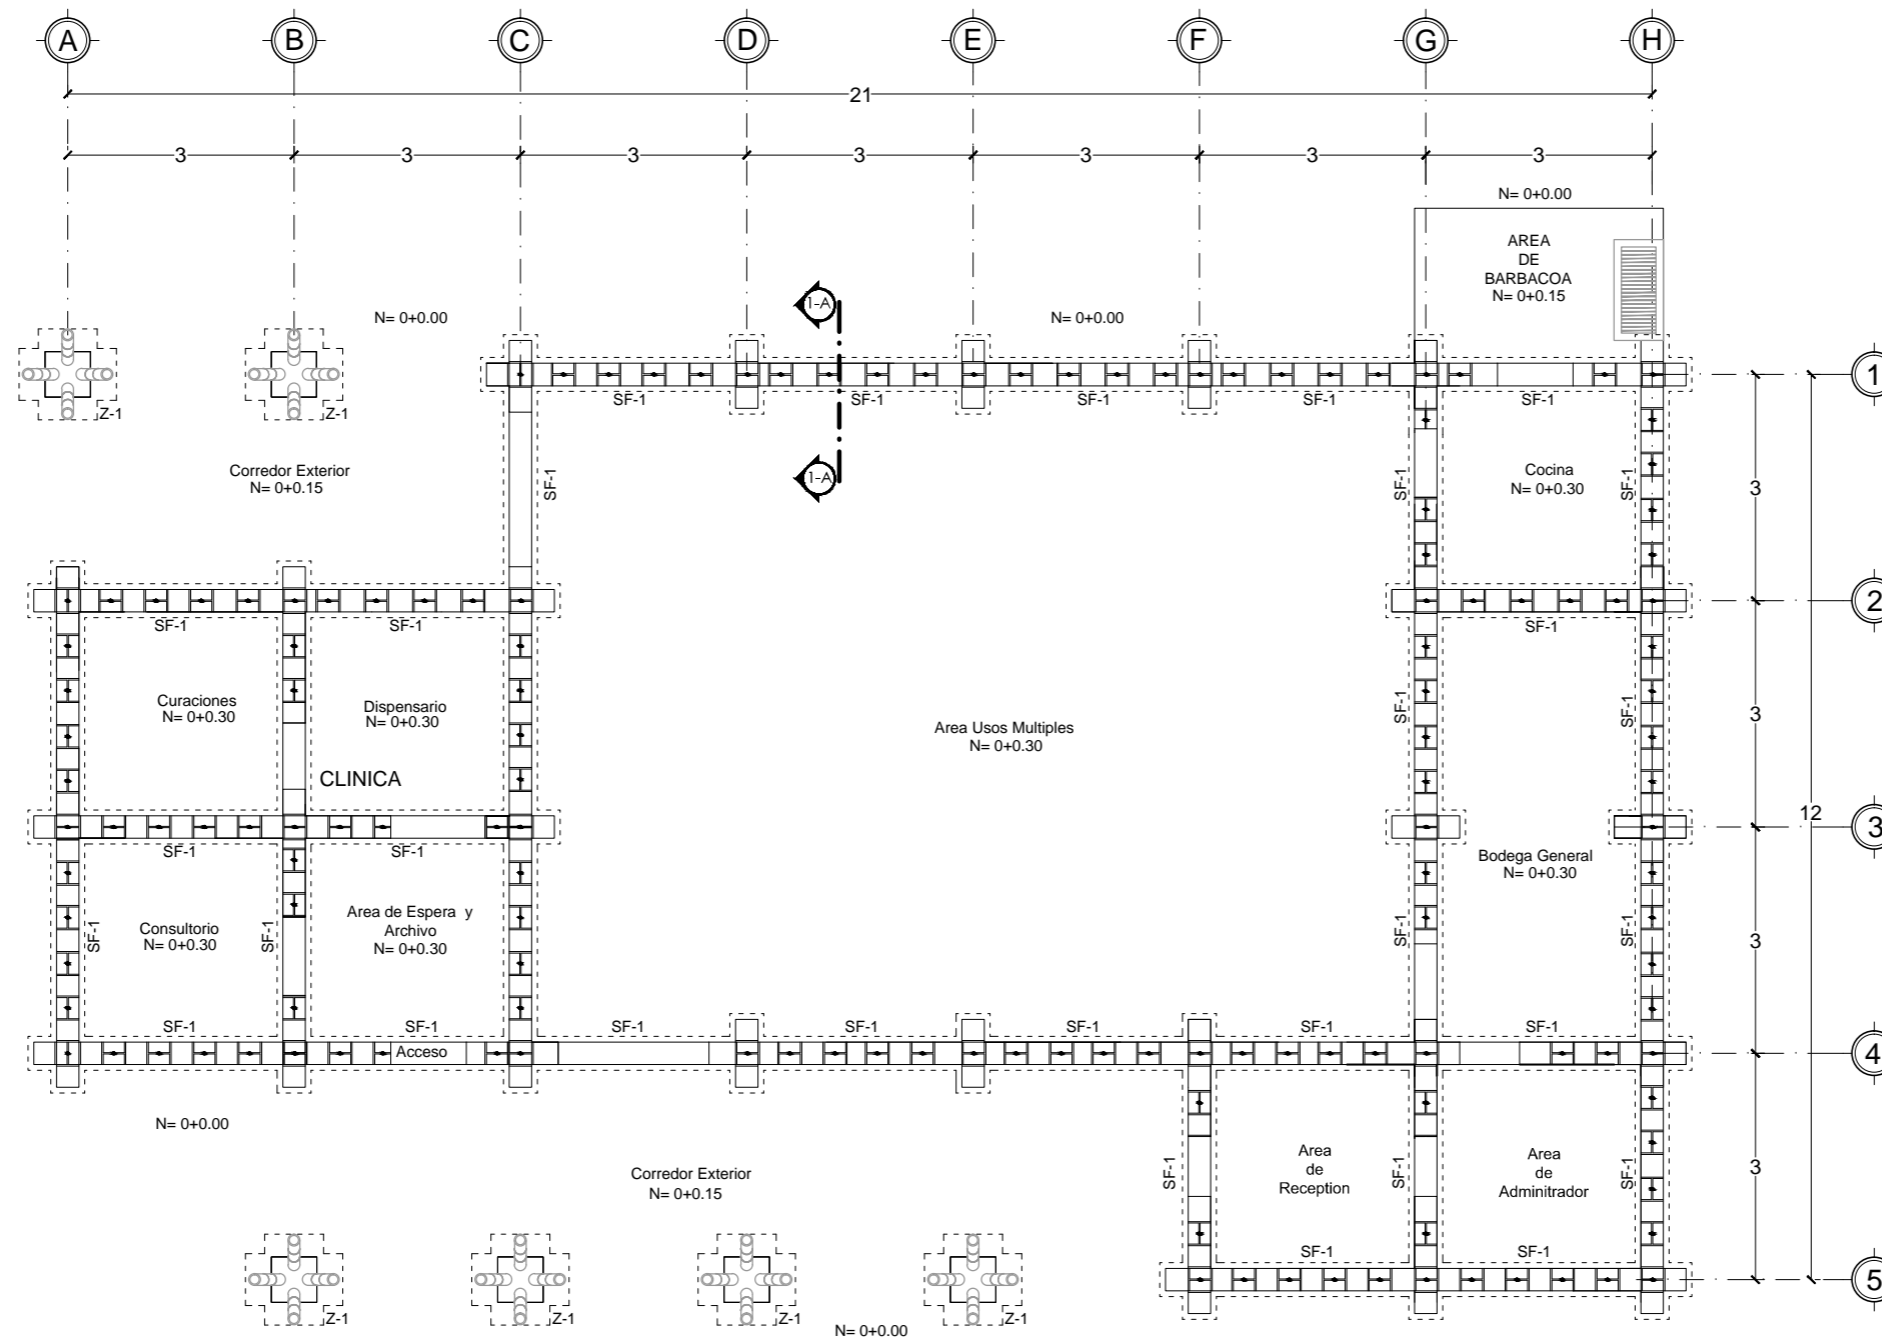 A B C D E F G H
21
3 3 3 3 3 3 3
N= 0+0.00
AREA
DE
BARBACOA
N= 0+0.15
1-A
N= 0+0.00
N= 0+0.00
1
Z-1 Z-1
SF-1 SF-1 SF-1 SF-1 SF-1
Corredor Exterior
N= 0+0.15
SF-1
1-A
SF-1
Cocina
N= 0+0.30
SF-1
3
2
SF-1 SF-1
SF-1
Curaciones
N= 0+0.30
Dispensario
N= 0+0.30
CLINICA
Area Usos Multiples
N= 0+0.30
SF-1
SF-1
3
12
3
SF-1 SF-1
Bodega General
N= 0+0.30
SF-1
Consultorio
N= 0+0.30
SF-1
Area de Espera y
Archivo
N= 0+0.30
SF-1
SF-1
3
SF-1 SF-1 SF-1 SF-1 SF-1 SF-1 SF-1
Acceso
4
N= 0+0.00
Corredor Exterior
N= 0+0.15
SF-1
Area
de
Reception
SF-1
Area
de
Adminitrador
SF-1
3
SF-1 SF-1
5
Z-1 Z-1 Z-1 Z-1
N= 0+0.00